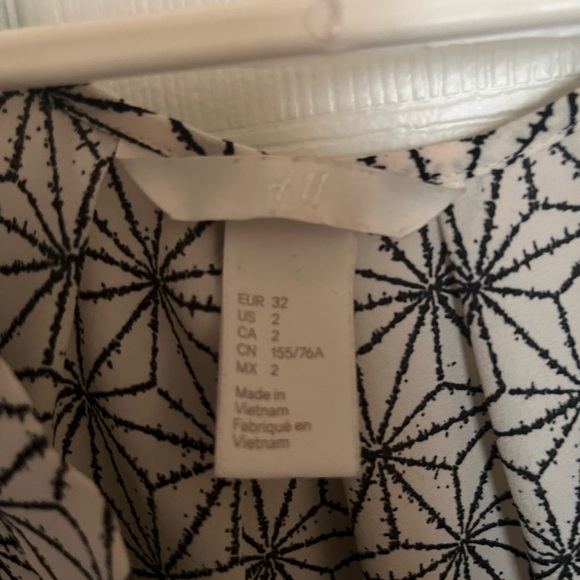 EUR 32
US 2
CA 2
CN 155/76A
MX 2
Made in
Vietnam
Fabriqué en
Vietnam